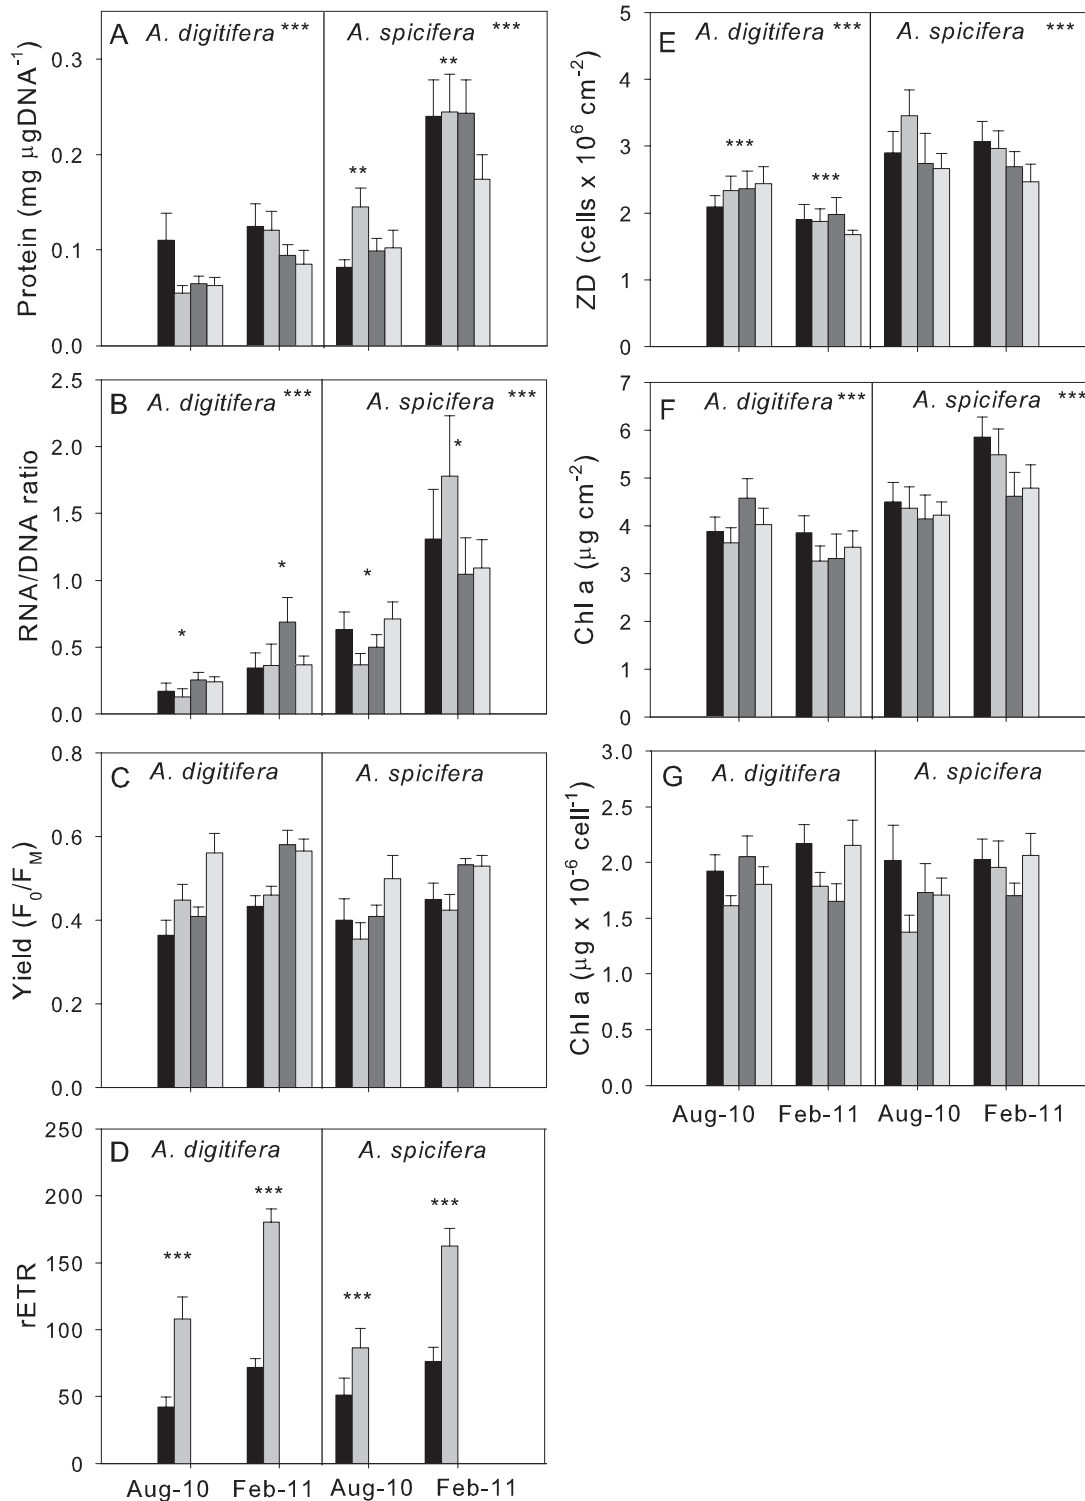 A A. digitifera *** A. spicifera ***
** **
Protein (mg µgDNA-1)
0.3
0.2
0.1
0.0
B A. digitifera *** A. spicifera ***
* * * *
RNA/DNA ratio
2.5
2.0
1.5
1.0
0.5
0.0
C A. digitifera A. spicifera
Yield (F0/FM)
0.8
0.6
0.4
0.2
0.0
D A. digitifera A. spicifera
*** *** *** ***
rETR
250
200
150
100
50
0
Aug-10 Feb-11 Aug-10 Feb-11
E A. digitifera *** A. spicifera ***
*** ***
ZD (cells x 10^6 cm-2)
5
4
3
2
1
0
F A. digitifera *** A. spicifera ***
Chl a (µg cm-2)
7
6
5
4
3
2
1
0
G A. digitifera A. spicifera
Chl a (µg x 10-6 cell-1)
3.0
2.5
2.0
1.5
1.0
0.5
0.0
Aug-10 Feb-11 Aug-10 Feb-11